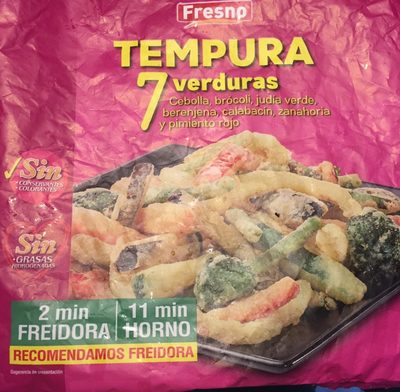 Fresno
TEMPURA
7 verduras
Cebolla, brócoli, judía verde,
berenjena, calabacín, zanahoria
y pimiento rojo
Sin
• CONSERVANTES
• COLORANTES
Sin
• GRASAS
HIDROGENADAS
2 min
FREIDORA
11 min
HORNO
RECOMENDAMOS FREIDORA
Sugerencia de presentación